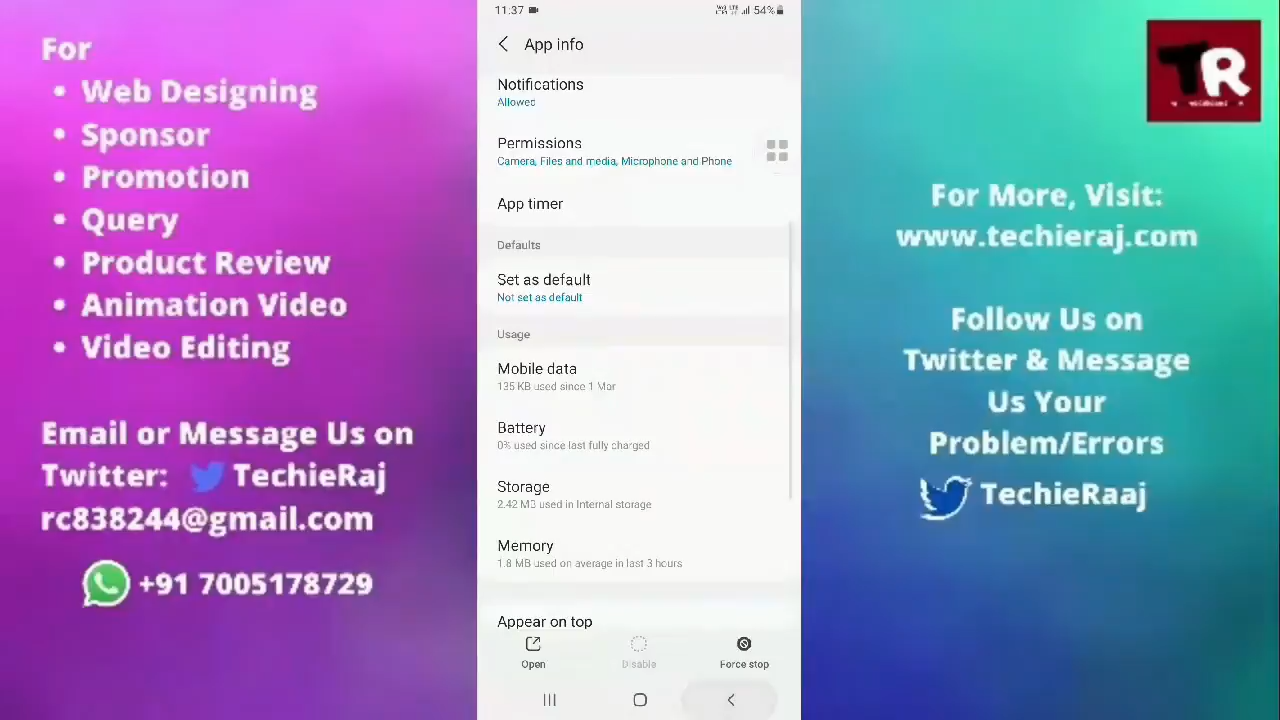 For
• Web Designing
• Sponsor
• Promotion
• Query
• Product Review
• Animation Video
• Video Editing
Email or Message Us on
Twitter: TechieRaj
rc838244@gmail.com
+91 7005178729
11:37
54%
App info
Notifications
Allowed
Permissions
Camera, Files and media, Microphone and Phone
App timer
Defaults
Set as default
Not set as default
Usage
Mobile data
135 KB used since 1 Mar
Battery
0% used since last fully charged
Storage
2.42 MB used in Internal storage
Memory
1.8 MB used on average in last 3 hours
Appear on top
Open
Disable
Force stop
TR
For More, Visit:
www.techieraj.com
Follow Us on
Twitter & Message
Us Your
Problem/Errors
TechieRaaj